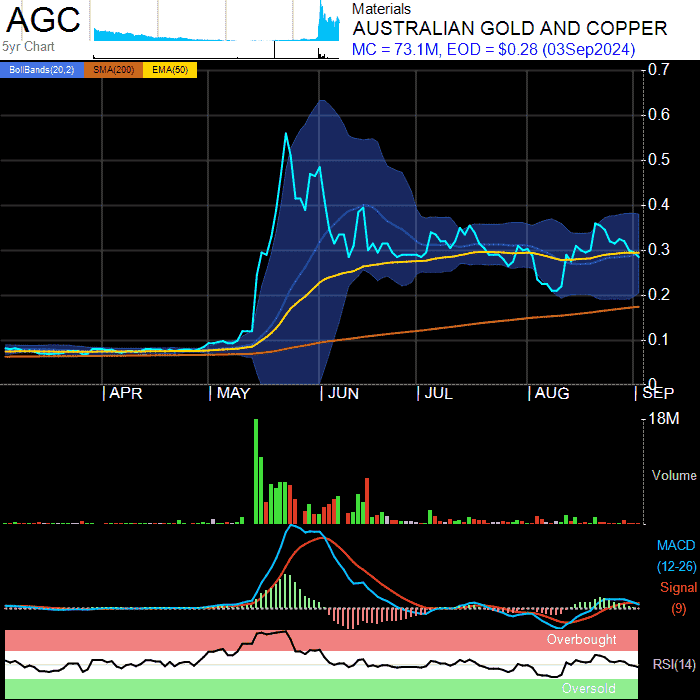 AGC
5yr Chart
Materials
AUSTRALIAN GOLD AND COPPER
MC = 73.1M, EOD = $0.28 (03Sep2024)
BollBands(20,2) SMA(200) EMA(50)
0.7
0.6
0.5
0.4
0.3
0.2
0.1
0
APR MAY JUN JUL AUG SEP
18M
Volume
MACD
(12-26)
Signal
(9)
Overbought
RSI(14)
Oversold